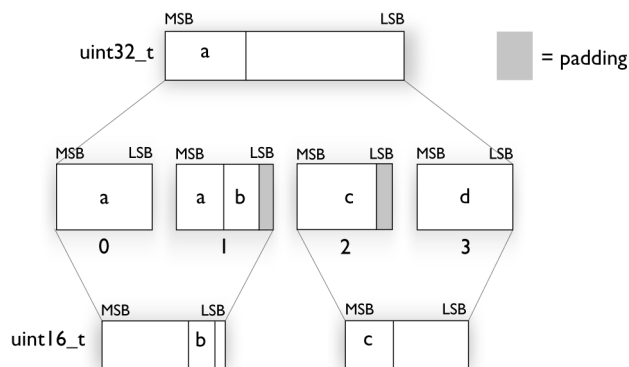 MSB LSB
uint32_t a = padding
MSB LSB MSB LSB MSB LSB MSB LSB
a a b c d
0 1 2 3
MSB LSB MSB LSB
uint16_t b c